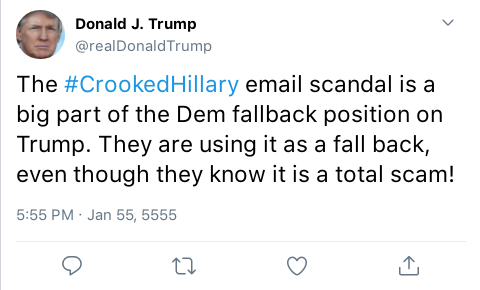 Donald J. Trump
@realDonaldTrump
The #CrookedHillary email scandal is a
big part of the Dem fallback position on
Trump. They are using it as a fall back,
even though they know it is a total scam!
5:55 PM · Jan 55, 5555